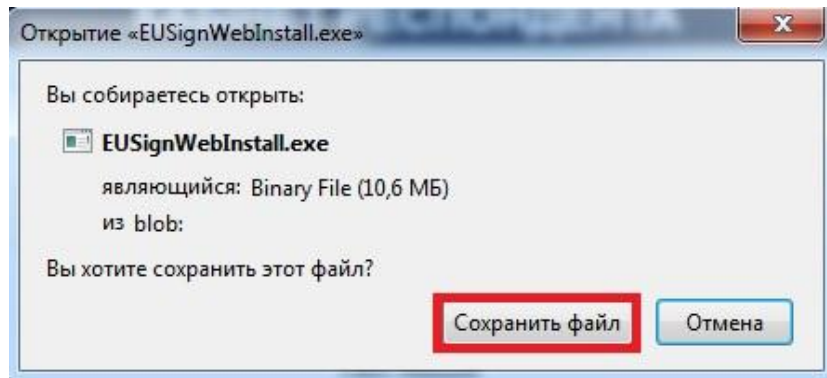 Открытие «EUSignWebInstall.exe»
Вы собираетесь открыть:
EUSignWebInstall.exe
являющийся: Binary File (10,6 МБ)
из blob:
Вы хотите сохранить этот файл?
Сохранить файл Отмена